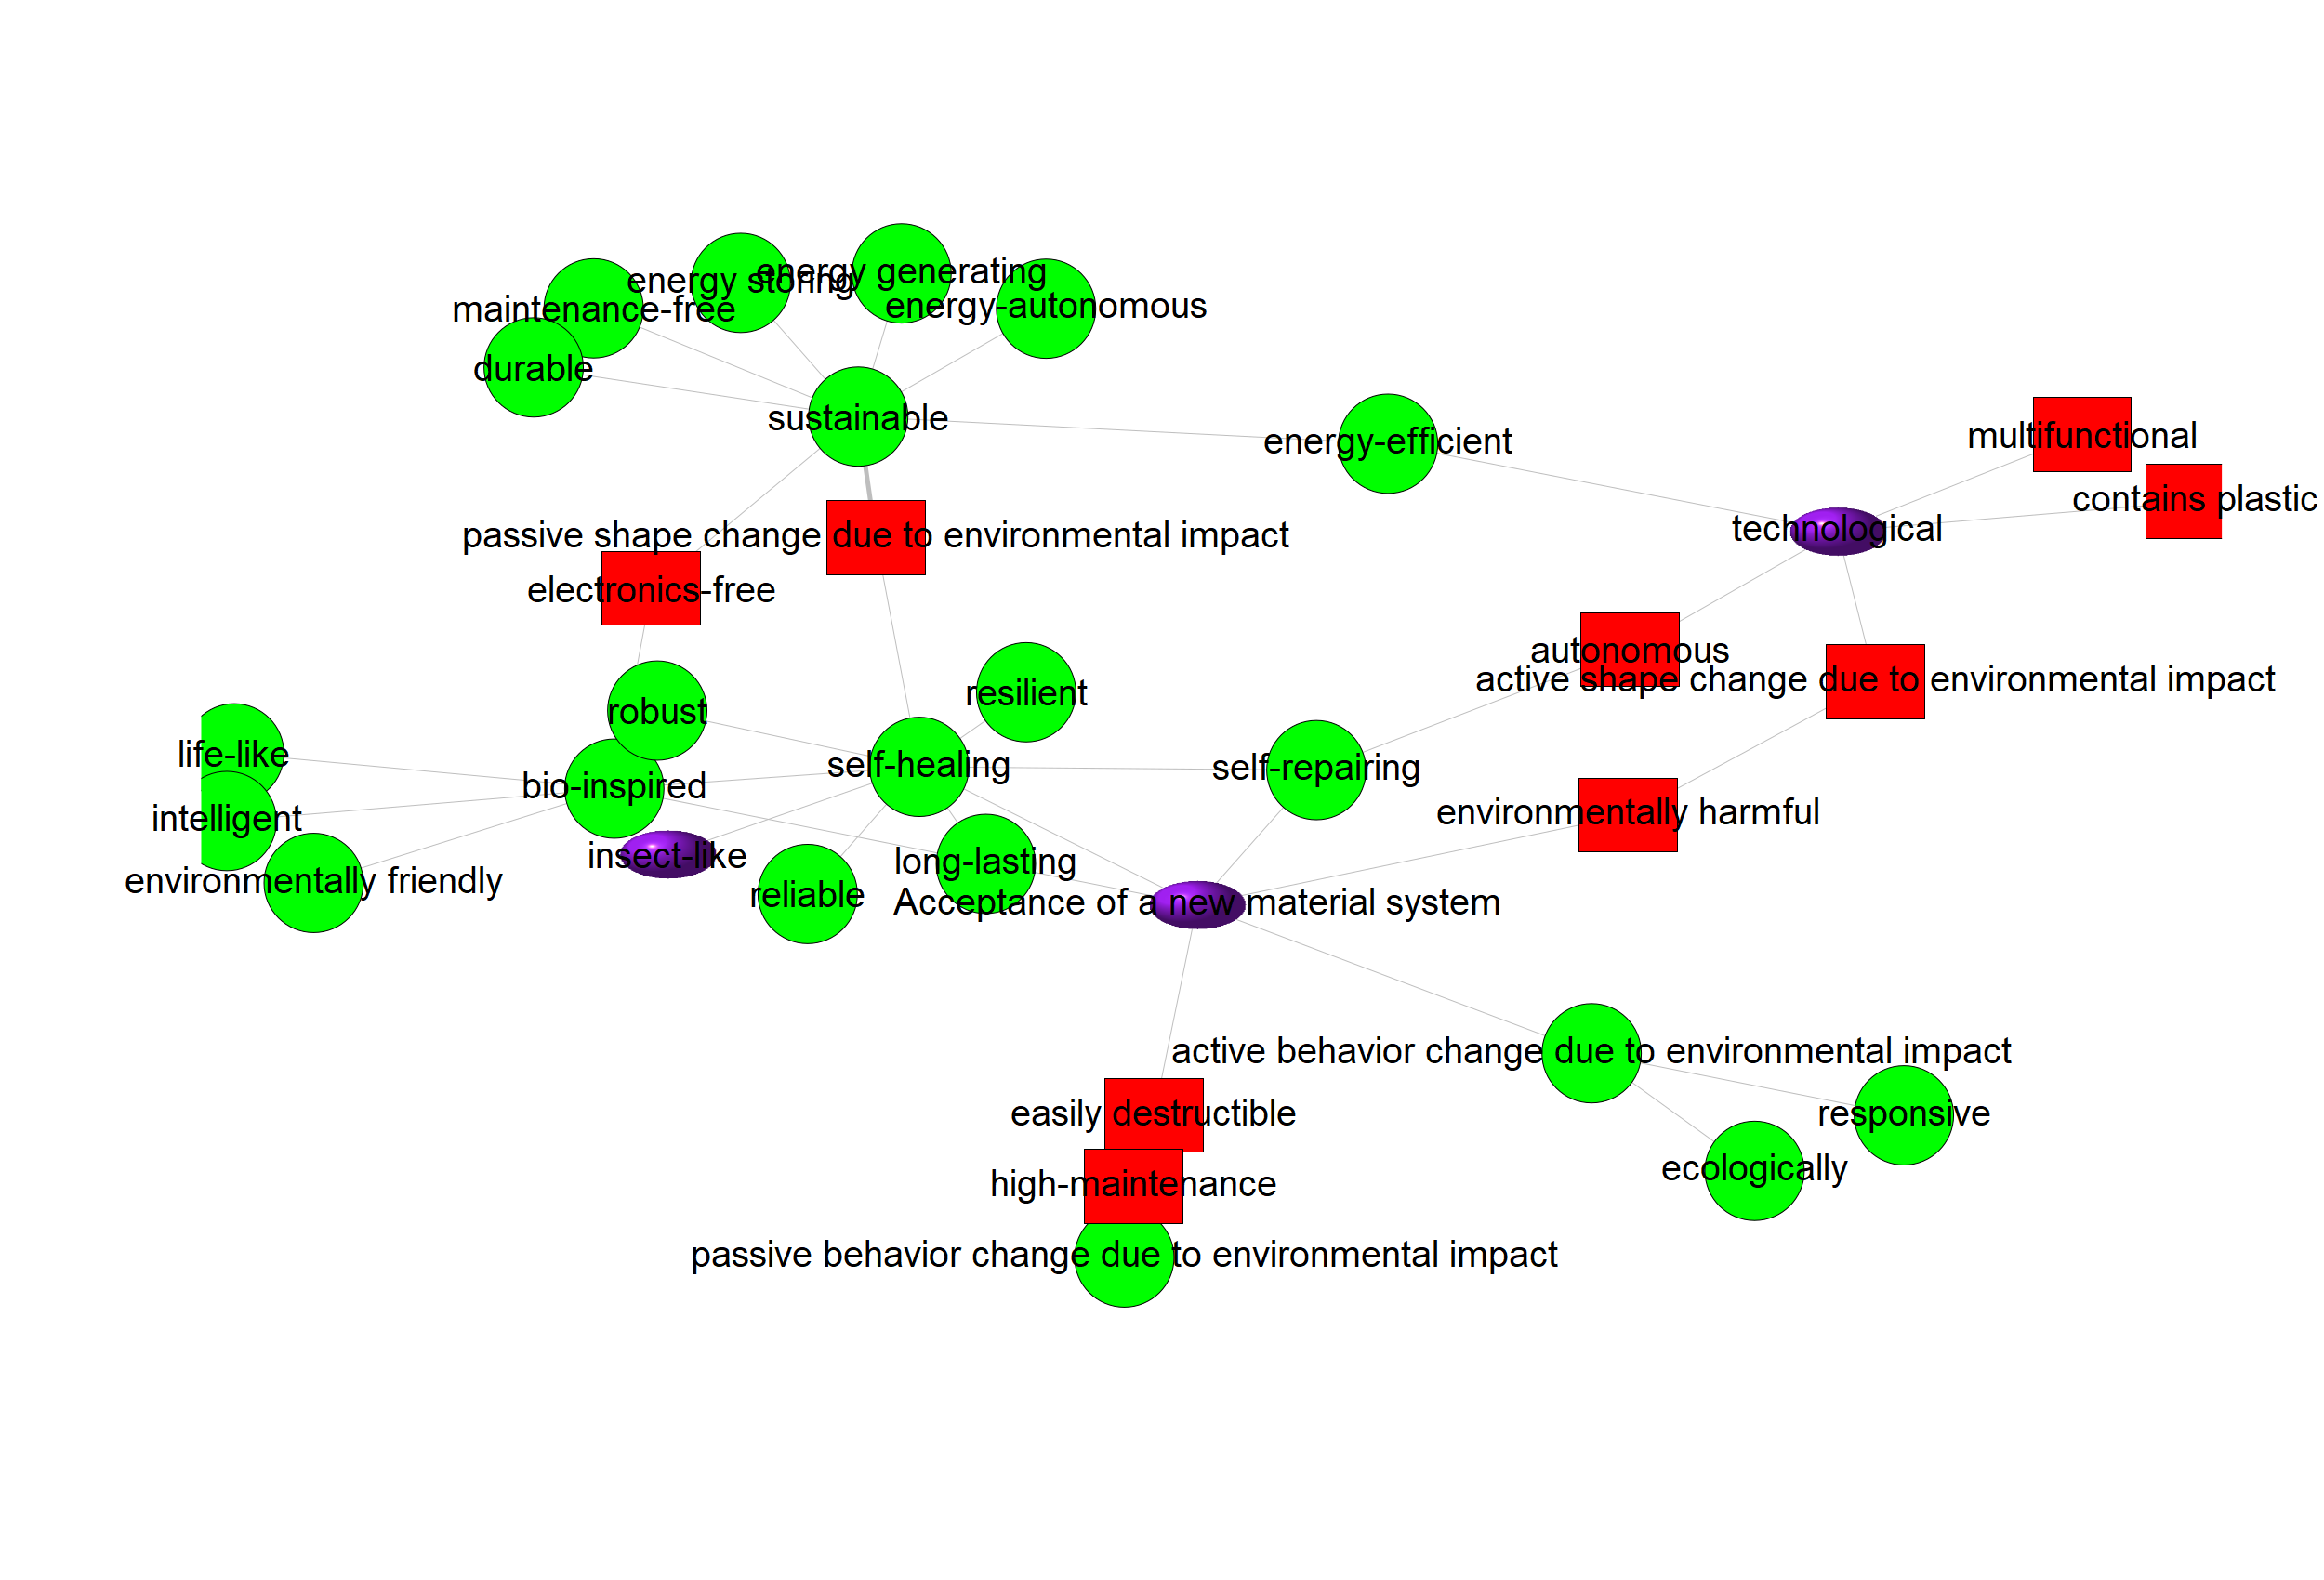 energy generating
energy storing
energy-autonomous
maintenance-free
durable
sustainable
energy-efficient
multifunctional
contains plastic
technological
passive shape change due to environmental impact
electronics-free
autonomous
active shape change due to environmental impact
resilient
robust
life-like
self-healing
self-repairing
bio-inspired
intelligent
environmentally harmful
insect-like
long-lasting
environmentally friendly
reliable
Acceptance of a new material system
active behavior change due to environmental impact
easily destructible
responsive
ecologically
high-maintenance
passive behavior change due to environmental impact